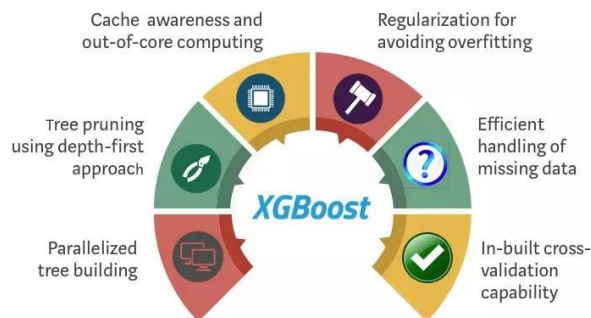 Cache awareness and
out-of-core computing
Regularization for
avoiding overfitting
Tree pruning
using depth-first
approach
Efficient
handling of
missing data
?
XGBoost
Parallelized
tree building
In-built cross-
validation
capability